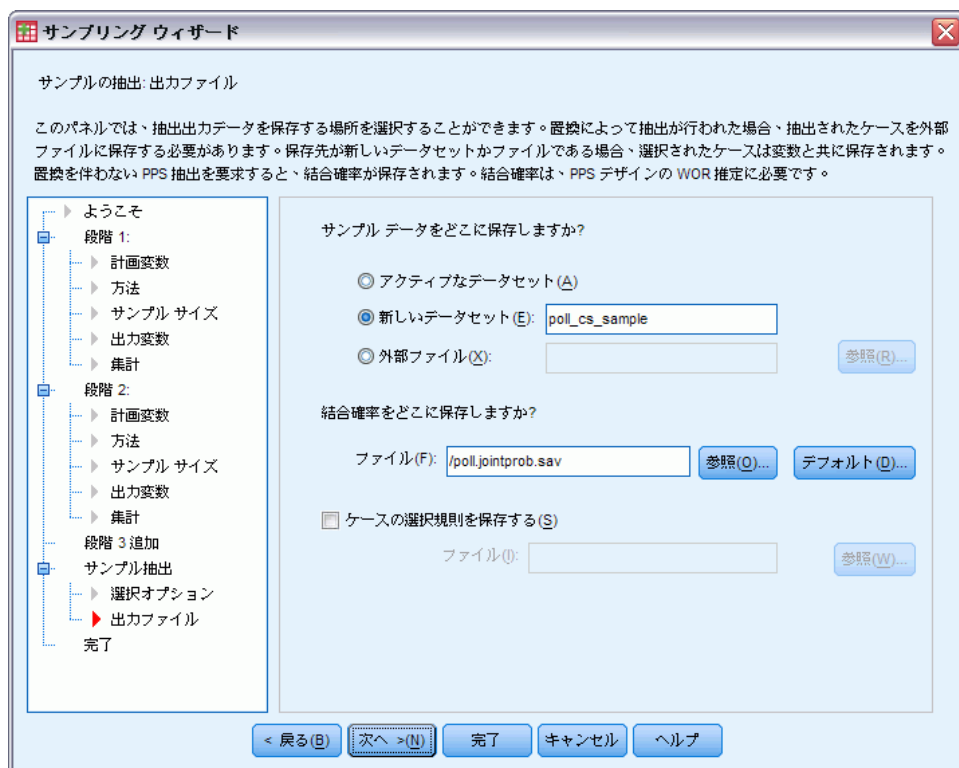 サンプリング ウィザード
サンプルの抽出: 出力ファイル
このパネルでは、抽出出力データを保存する場所を選択することができます。置換によって抽出が行われた場合、抽出されたケースを外部
ファイルに保存する必要があります。保存先が新しいデータセットかファイルである場合、選択されたケースは変数と共に保存されます。
置換を伴わない PPS 抽出を要求すると、結合確率が保存されます。結合確率は、PPS デザインの WOR 推定に必要です。
ようこそ
段階 1:
計画変数
方法
サンプル サイズ
出力変数
集計
段階 2:
計画変数
方法
サンプル サイズ
出力変数
集計
段階 3 追加
サンプル抽出
選択オプション
出力ファイル
完了
サンプル データをどこに保存しますか?
アクティブなデータセット(A)
新しいデータセット(E): poll_cs_sample
外部ファイル(X): 参照(R)...
結合確率をどこに保存しますか?
ファイル(F): /poll.jointprob.sav 参照(O)... デフォルト(D)...
ケースの選択規則を保存する(S)
ファイル(I): 参照(W)...
< 戻る(B) 次へ >(N) 完了 キャンセル ヘルプ